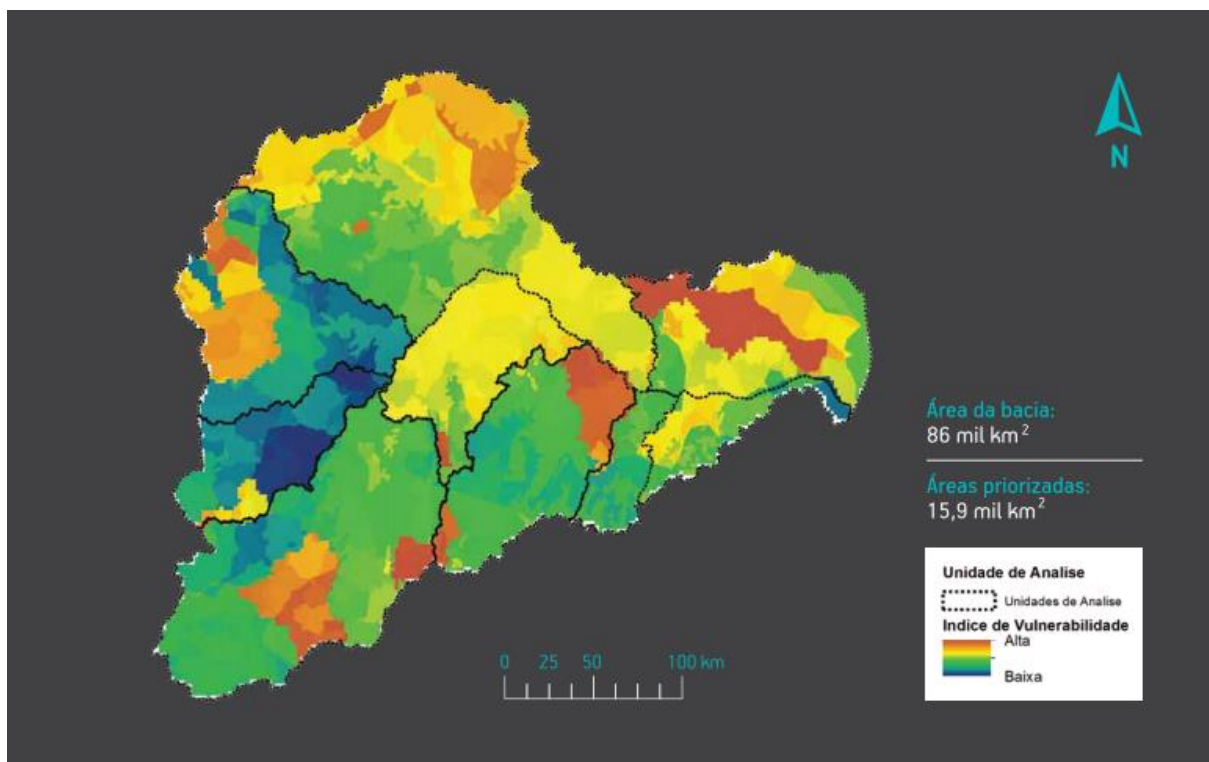 N
Área da bacia:
86 mil km²
Áreas priorizadas:
15,9 mil km²
Unidade de Analise
Unidades de Analise
Indice de Vulnerabilidade
Alta
Baixa
0 25 50 100 km